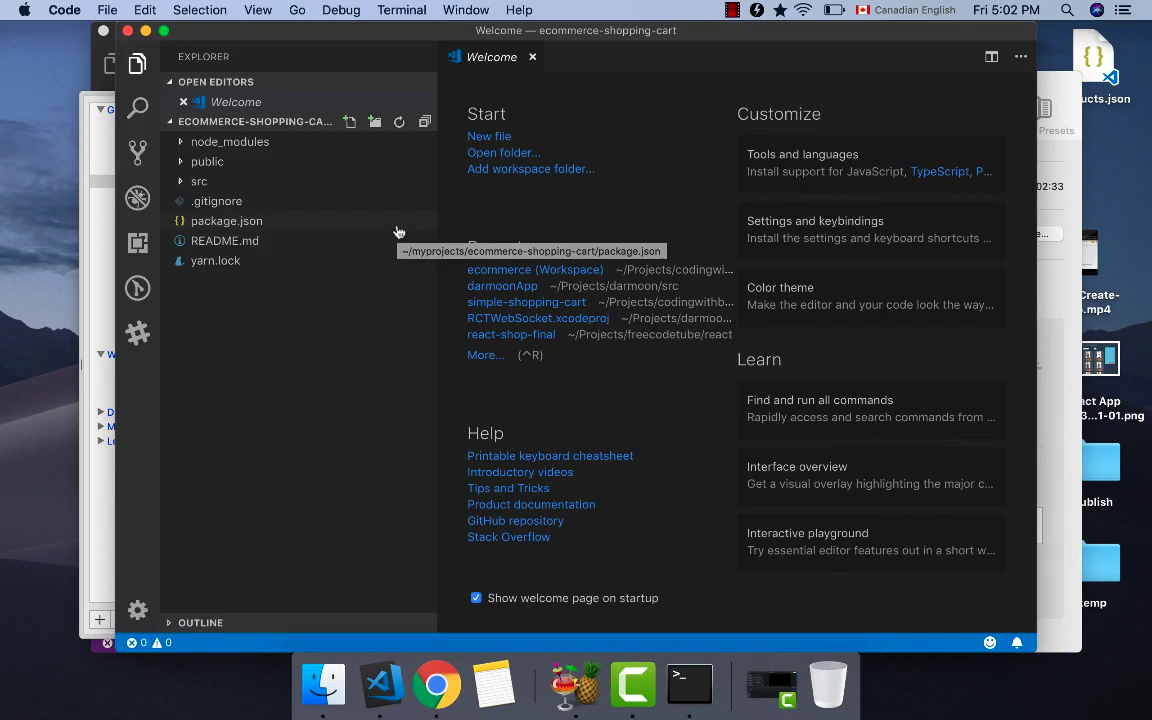 Code File Edit Selection View Go Debug Terminal Window Help Canadian English Fri 5:02 PM
Welcome — ecommerce-shopping-cart
EXPLORER
Welcome
OPEN EDITORS
Welcome
ECOMMERCE-SHOPPING-CA...
node_modules
public
src
.gitignore
package.json
README.md
yarn.lock
~/myprojects/ecommerce-shopping-cart/package.json
OUTLINE
0 0
Start
New file
Open folder...
Add workspace folder...
ecommerce (Workspace) ~/Projects/codingwi...
darmoonApp ~/Projects/darmoon/src
simple-shopping-cart ~/Projects/codingwithb...
RCTWebSocket.xcodeproj ~/Projects/darmoo...
react-shop-final ~/Projects/freecodetube/react
More... (^R)
Help
Printable keyboard cheatsheet
Introductory videos
Tips and Tricks
Product documentation
GitHub repository
Stack Overflow
Show welcome page on startup
Customize
Tools and languages
Install support for JavaScript, TypeScript, P...
Settings and keybindings
Install the settings and keyboard shortcuts ...
Color theme
Make the editor and your code look the way...
Learn
Find and run all commands
Rapidly access and search commands from ...
Interface overview
Get a visual overlay highlighting the major c...
Interactive playground
Try essential editor features out in a short w...
ucts.json
Presets
02:33
e...
Create-
.mp4
ct App
3...1-01.png
ublish
temp